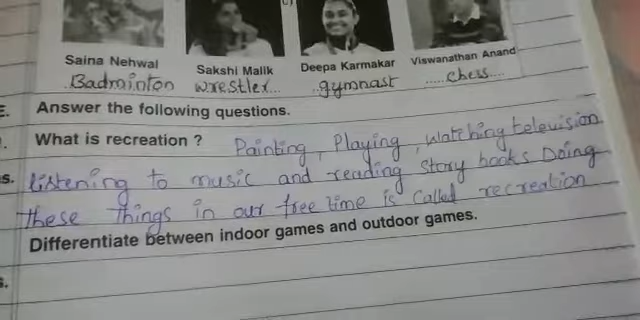 c)
Saina Nehwal Sakshi Malik Deepa Karmakar Viswanathan Anand
Badminton wrestler... gymnast chess
E. Answer the following questions.
What is recreation ? Painting, Playing, watching television
s. listening to music and reading story books Doing
these things in our free time is called recreation
Differentiate between indoor games and outdoor games.
s.